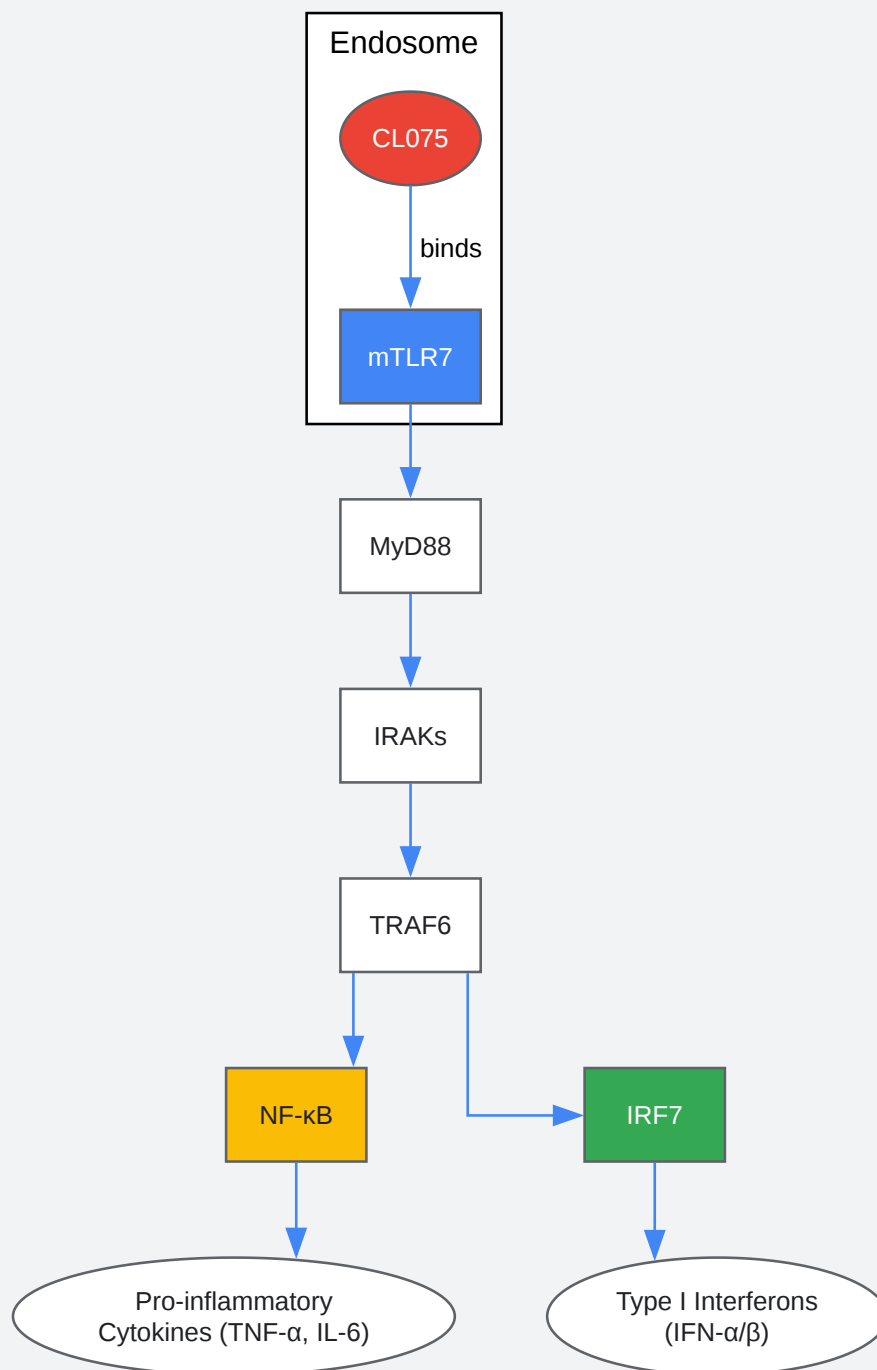 Endosome
CL075
binds
mTLR7
MyD88
IRAKs
TRAF6
NF-κB
IRF7
Pro-inflammatory
Cytokines (TNF-α, IL-6)
Type I Interferons
(IFN-α/β)